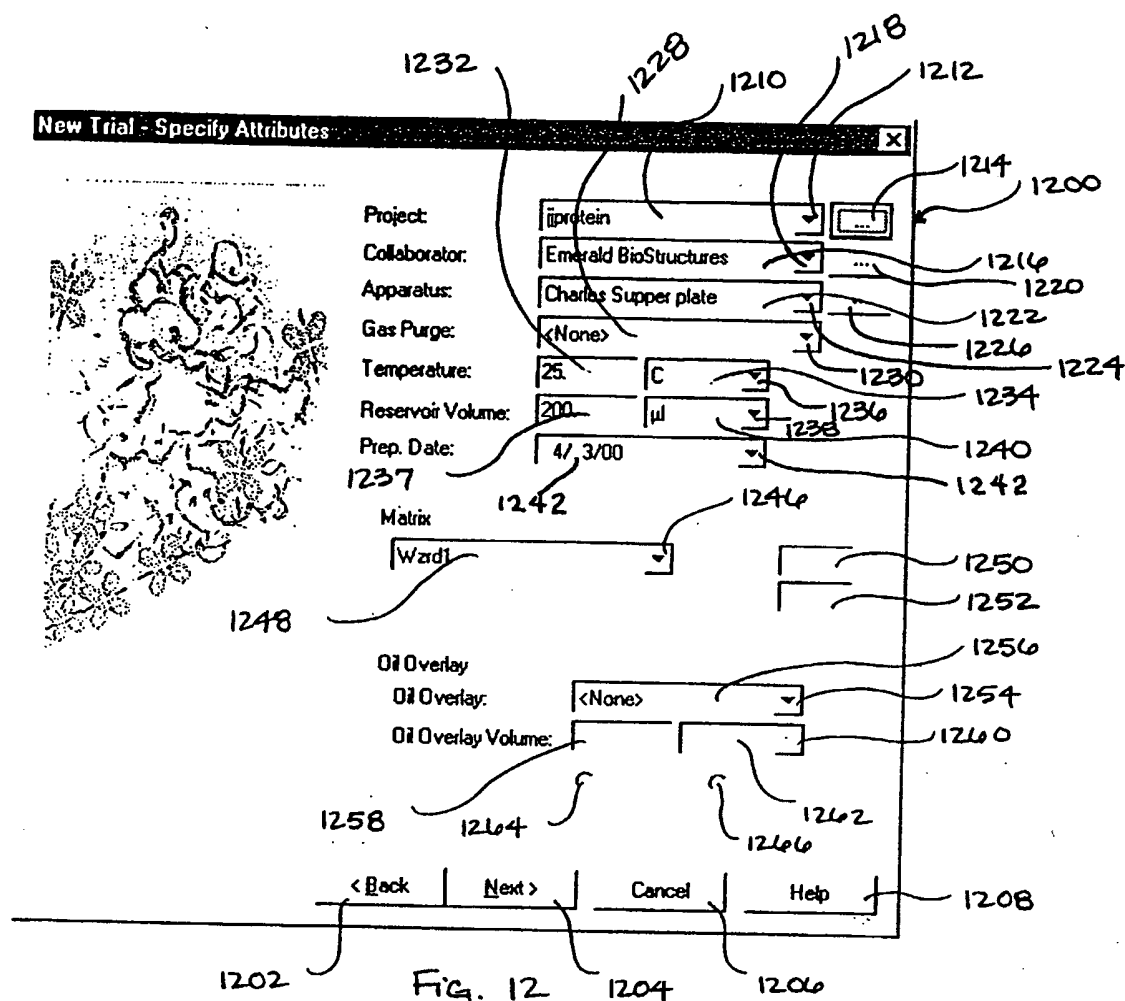 1218
1232
1228
1210
1212
New Trial - Specify Attributes
1214
1200
Project: jjprotein ...
Collaborator: Emerald BioStructures ...
1216
1220
Apparatus: Charles Supper plate
1222
Gas Purge: <None>
1226
1230
1224
Temperature: 25. C
1234
1236
Reservoir Volume: 200 µl
1238
1240
Prep. Date: 4/ 3/00
1237
1242
1242
1246
Matrix
Wzrd1
1250
1252
1248
1256
Oil Overlay
Oil Overlay: <None>
1254
Oil Overlay Volume:
1260
1258
1264
1262
1266
< Back Next > Cancel Help
1208
1202
Fig. 12
1204
1206